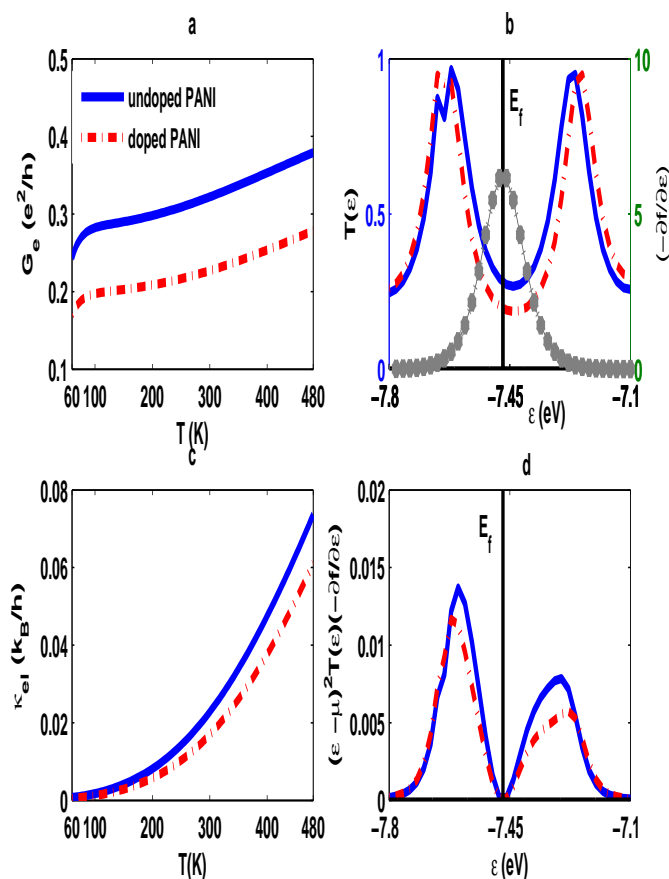 a
b
0.5
0.4
0.3
0.2
0.1
G_e (e^2/h)
undoped PANI
doped PANI
60 100 200 300 400 480
T (K)
1
0.5
0
T(ε)
E_f
10
5
0
(-∂f/∂ε)
−7.8 −7.45 −7.1
ε (eV)
c
d
0.08
0.06
0.04
0.02
0
κ_el (k_B/h)
60 100 200 300 400 480
T(K)
0.02
0.015
0.01
0.005
0
(ε −μ)^2T(ε)(−∂f/∂ε)
E_f
−7.8 −7.45 −7.1
ε (eV)